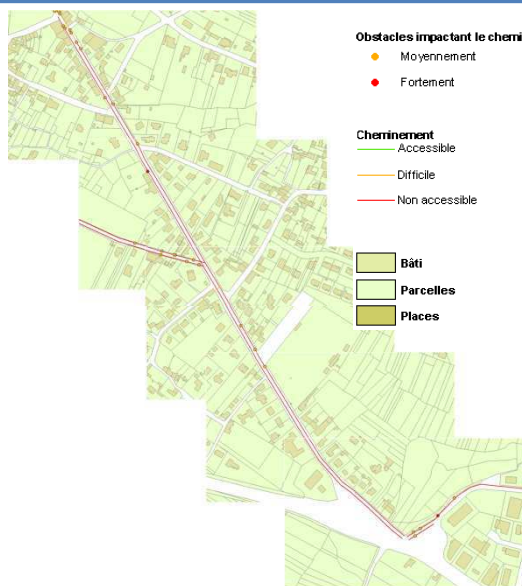 Obstacles impactant le chemi
Moyennement
Fortement
Cheminement
Accessible
Difficile
Non accessible
Bâti
Parcelles
Places